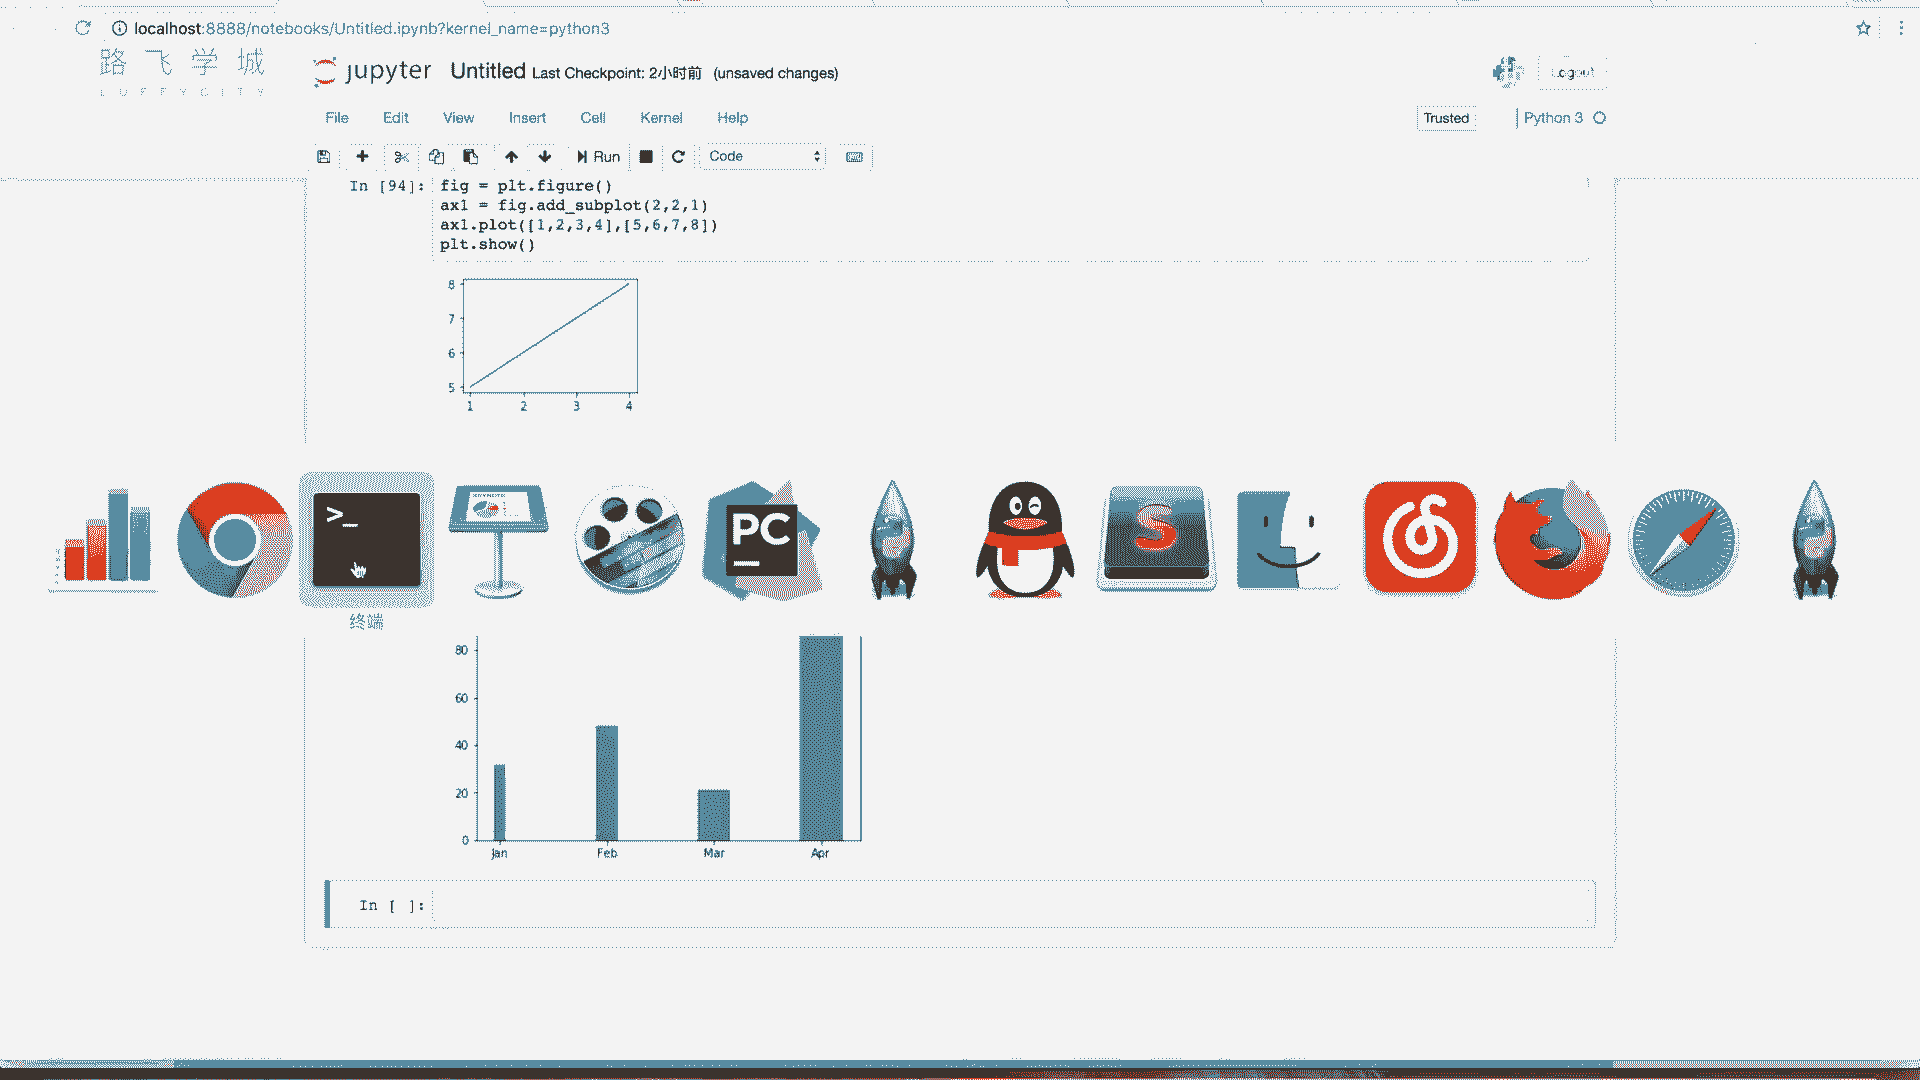 localhost:8888/notebooks/Untitled.ipynb?kernel_name=python3
路飞学城
LUFFYCITY
jupyter Untitled Last Checkpoint: 2小时前 (unsaved changes)
Logout
File Edit View Insert Cell Kernel Help
Trusted Python 3
Run Code
In [94]: fig = plt.figure()
ax1 = fig.add_subplot(2,2,1)
ax1.plot([1,2,3,4],[5,6,7,8])
plt.show()
8
7
6
5
1 2 3 4
>_
PC
S
终端
80
60
40
20
0
Jan Feb Mar Apr
In [ ]: